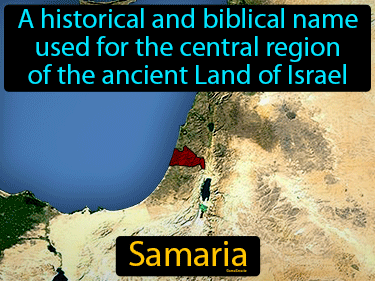 A historical and biblical name
used for the central region
of the ancient Land of Israel
Samaria